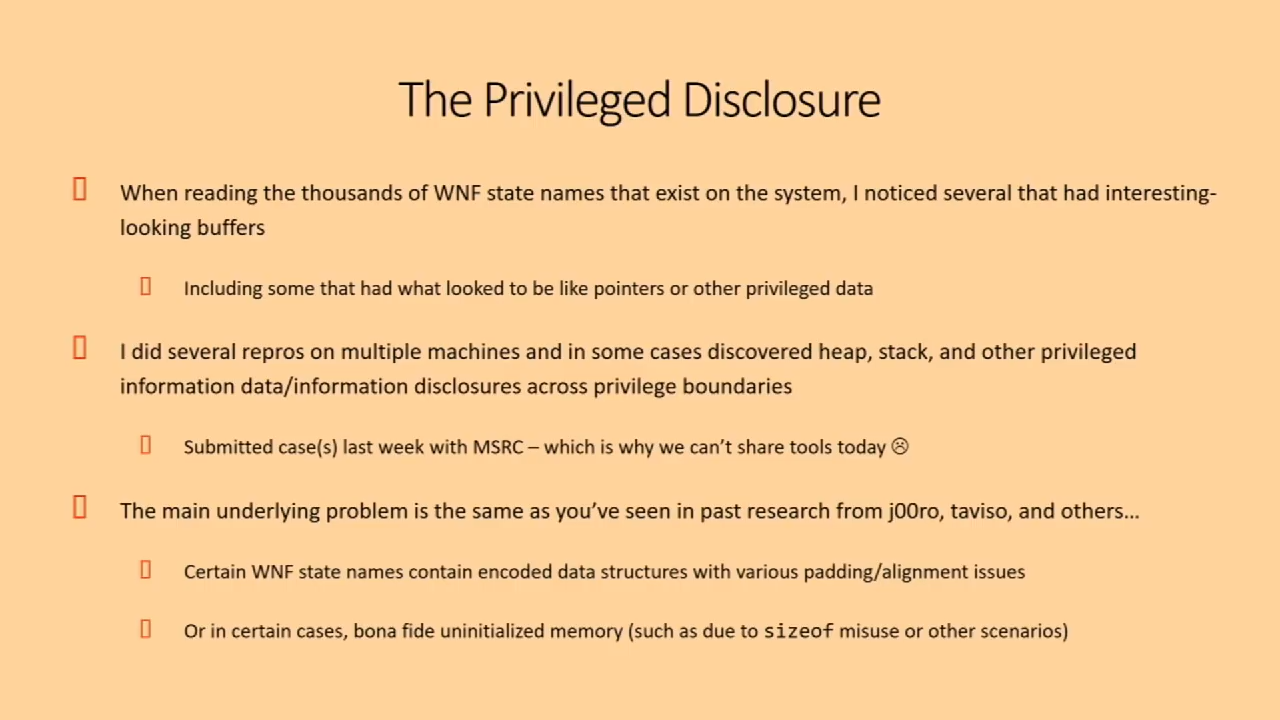 The Privileged Disclosure
When reading the thousands of WNF state names that exist on the system, I noticed several that had interesting-
looking buffers
Including some that had what looked to be like pointers or other privileged data
I did several repros on multiple machines and in some cases discovered heap, stack, and other privileged
information data/information disclosures across privilege boundaries
Submitted case(s) last week with MSRC – which is why we can't share tools today ☹
The main underlying problem is the same as you've seen in past research from j00ro, taviso, and others...
Certain WNF state names contain encoded data structures with various padding/alignment issues
Or in certain cases, bona fide uninitialized memory (such as due to sizeof misuse or other scenarios)